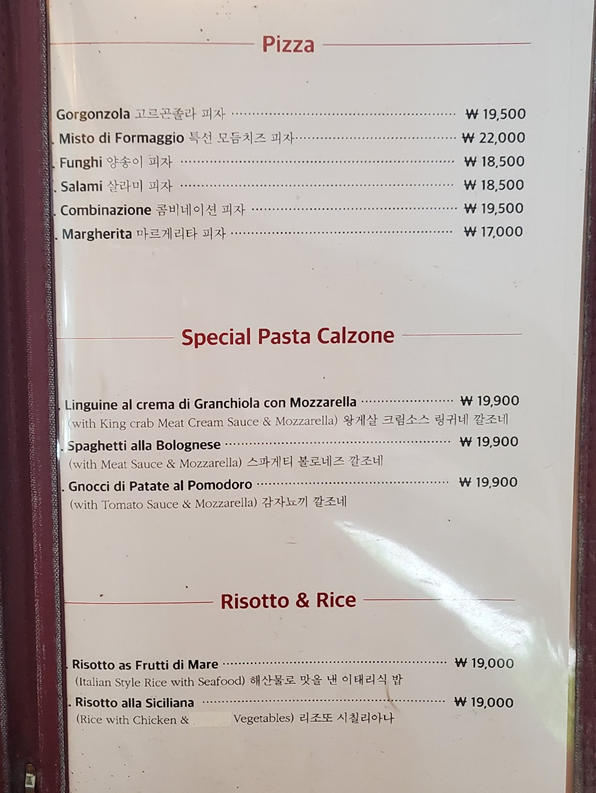 Pizza
Gorgonzola 고르곤졸라 피자 ₩ 19,500
. Misto di Formaggio 특선 모듬치즈 피자 ₩ 22,000
. Funghi 양송이 피자 ₩ 18,500
. Salami 살라미 피자 ₩ 18,500
. Combinazione 콤비네이션 피자 ₩ 19,500
. Margherita 마르게리타 피자 ₩ 17,000
Special Pasta Calzone
. Linguine al crema di Granchiola con Mozzarella ₩ 19,900
(with King crab Meat Cream Sauce & Mozzarella) 왕게살 크림소스 링귀네 깔조네
. Spaghetti alla Bolognese ₩ 19,900
(with Meat Sauce & Mozzarella) 스파게티 볼로네즈 깔조네
. Gnocci di Patate al Pomodoro ₩ 19,900
(with Tomato Sauce & Mozzarella) 감자뇨끼 깔조네
Risotto & Rice
. Risotto as Frutti di Mare ₩ 19,000
(Italian Style Rice with Seafood) 해산물로 맛을 낸 이태리식 밥
. Risotto alla Siciliana ₩ 19,000
(Rice with Chicken & Vegetables) 리조또 시칠리아나